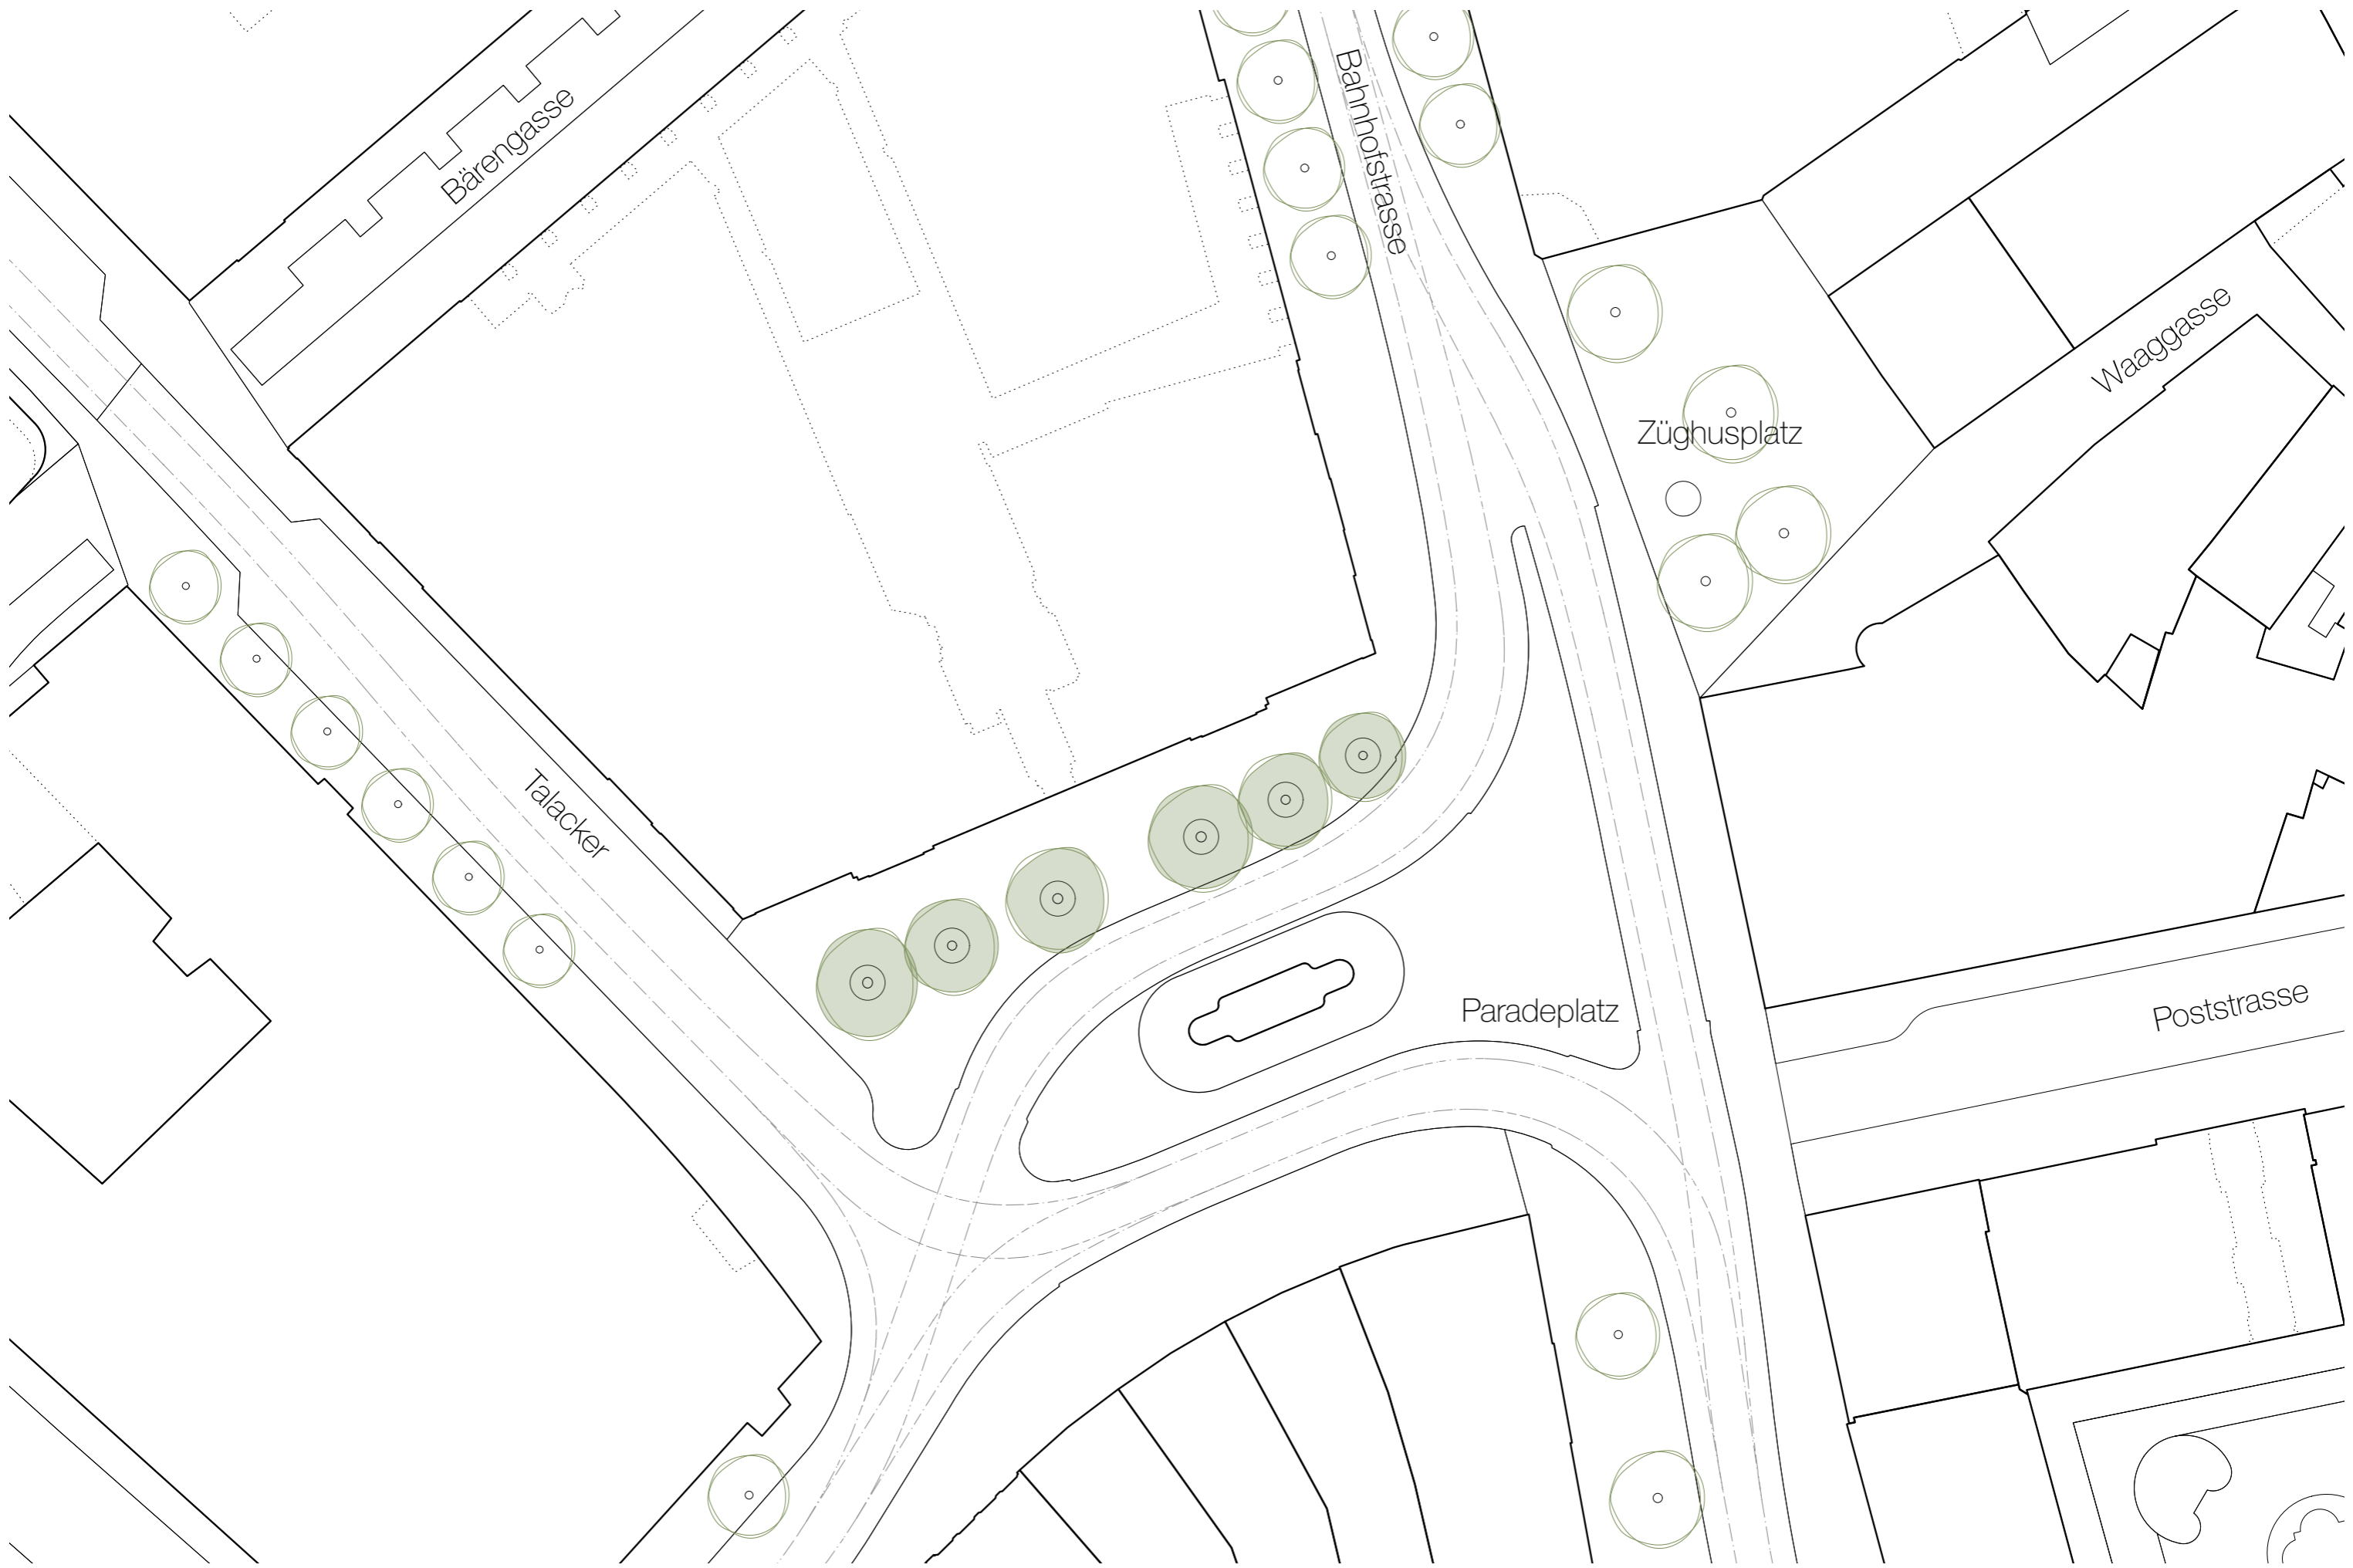 Bärengasse
Bahnhofstrasse
Waaggasse
Züghusplatz
Talacker
Paradeplatz
Poststrasse